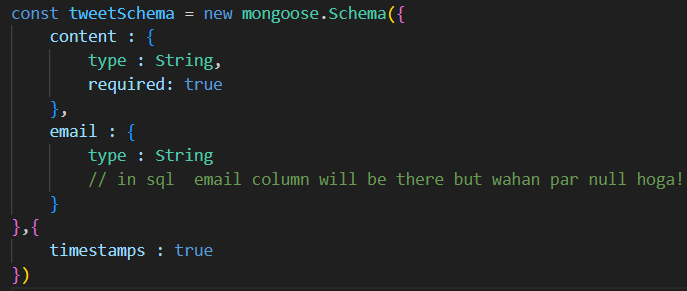 const tweetSchema = new mongoose.Schema({
    content : {
        type : String,
        required: true
    },
    email : {
        type : String
        // in sql  email column will be there but wahan par null hoga!
    }
},{
    timestamps : true
})